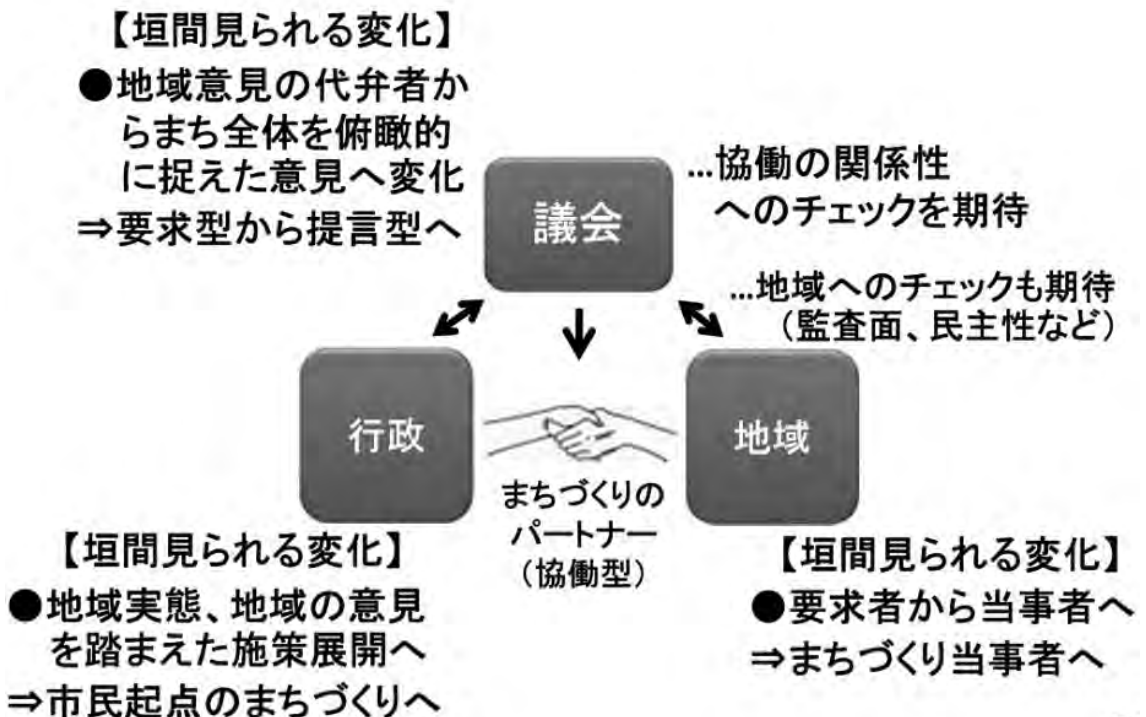 【垣間見られる変化】
●地域意見の代弁者か
らまち全体を俯瞰的
に捉えた意見へ変化
⇒要求型から提言型へ
議会
…協働の関係性
へのチェックを期待
…地域へのチェックも期待
（監査面、民主性など）
行政
地域
まちづくりの
パートナー
（協働型）
【垣間見られる変化】
●地域実態、地域の意見
を踏まえた施策展開へ
⇒市民起点のまちづくりへ
【垣間見られる変化】
●要求者から当事者へ
⇒まちづくり当事者へ